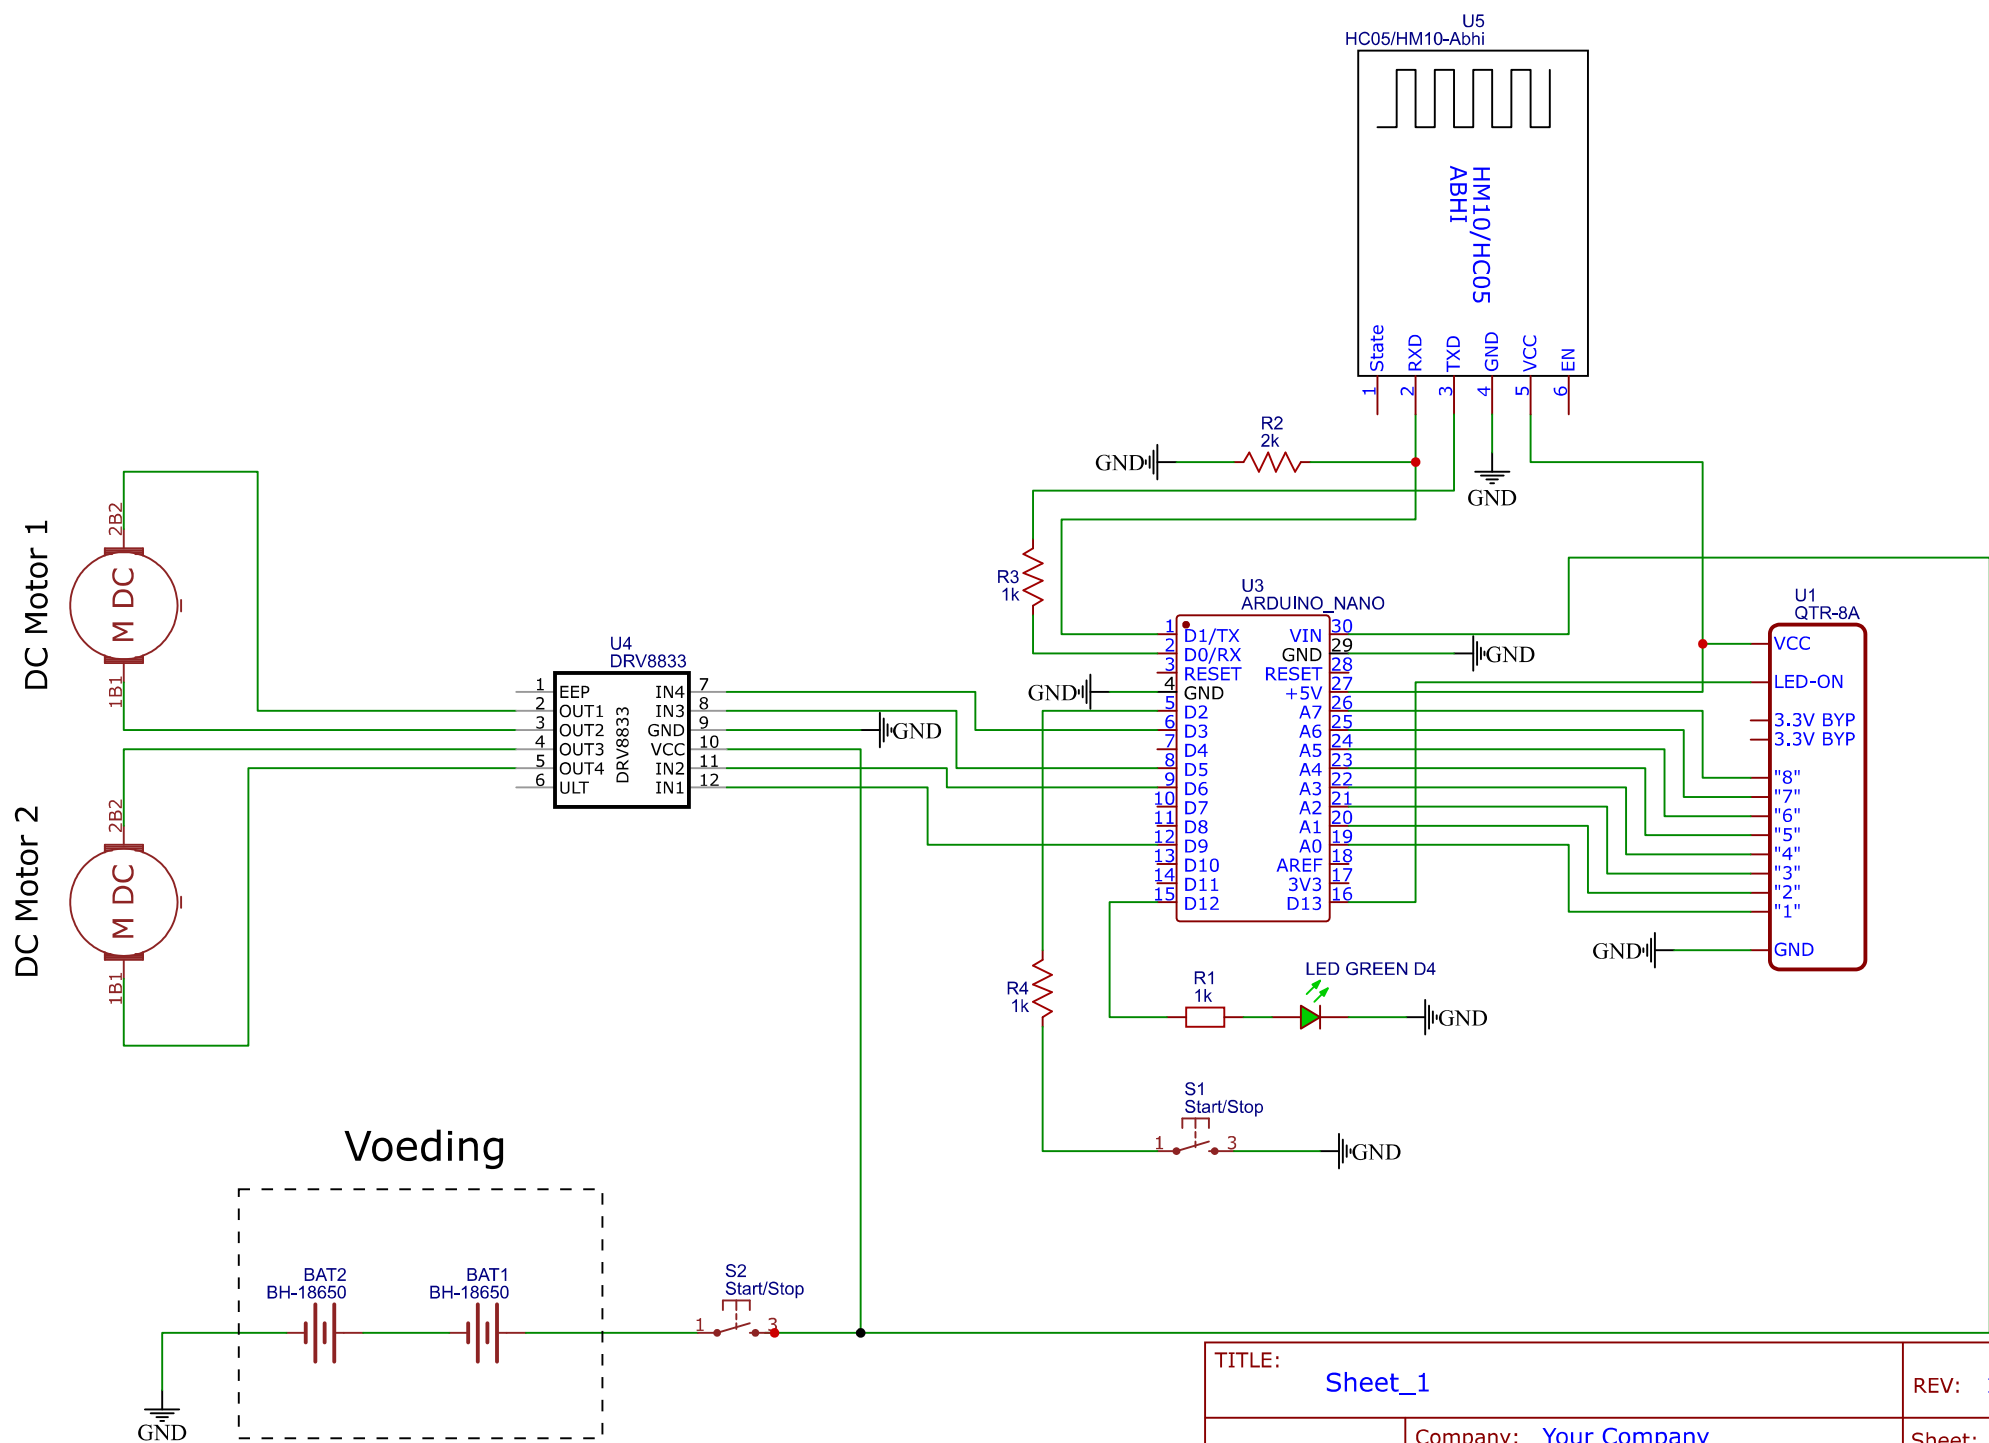 U5
HC05/HM10-Abhi
HM10/HC05
ABHI
State
RXD
TXD
GND
VCC
EN
1
2
3
4
5
6
R2
2k
GND
GND
R3
1k
DC Motor 1
2B2
M DC
1B1
DC Motor 2
2B2
M DC
1B1
U4
DRV8833
DRV8833
1 EEP
2 OUT1
3 OUT2
4 OUT3
5 OUT4
6 ULT
IN4 7
IN3 8
GND 9
VCC 10
IN2 11
IN1 12
GND
U3
ARDUINO_NANO
1 D1/TX
2 D0/RX
3 RESET
4 GND
5 D2
6 D3
7 D4
8 D5
9 D6
10 D7
11 D8
12 D9
13 D10
14 D11
15 D12
VIN 30
GND 29
RESET 28
+5V 27
A7 26
A6 25
A5 24
A4 23
A3 22
A2 21
A1 20
A0 19
AREF 18
3V3 17
D13 16
GND
GND
U1
QTR-8A
VCC
LED-ON
3.3V BYP
3.3V BYP
"8"
"7"
"6"
"5"
"4"
"3"
"2"
"1"
GND
GND
R4
1k
R1
1k
LED GREEN D4
GND
S1
Start/Stop
1
3
GND
Voeding
BAT2
BH-18650
BAT1
BH-18650
S2
Start/Stop
1
3
GND
TITLE:
Sheet_1
REV:
Company: Your Company
Sheet: